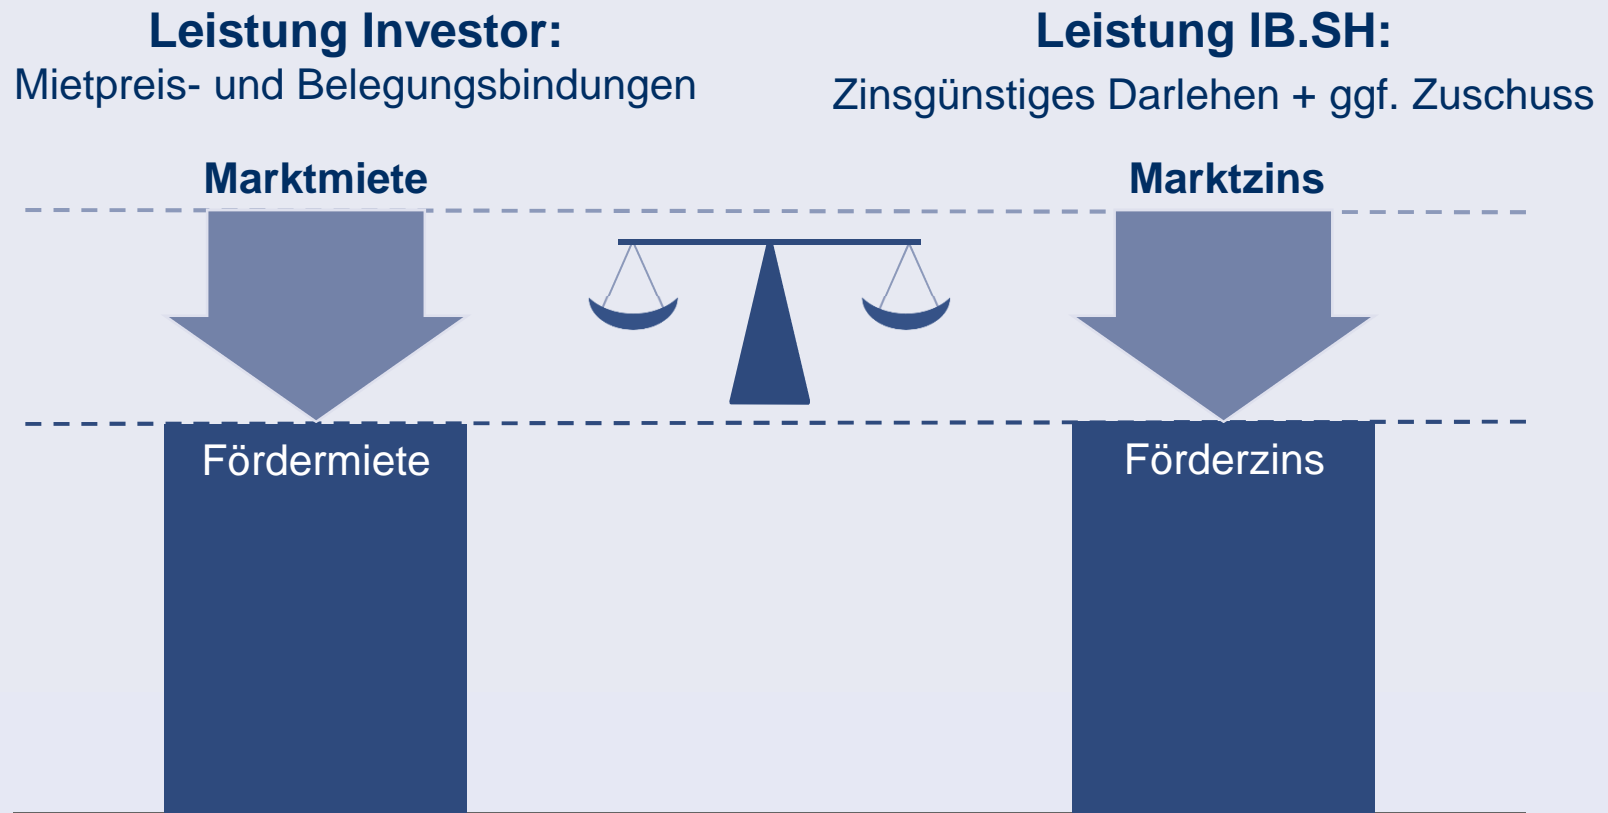 Leistung Investor:
Mietpreis- und Belegungsbindungen
Leistung IB.SH:
Zinsgünstiges Darlehen + ggf. Zuschuss
Marktmiete
Marktzins
Fördermiete
Förderzins